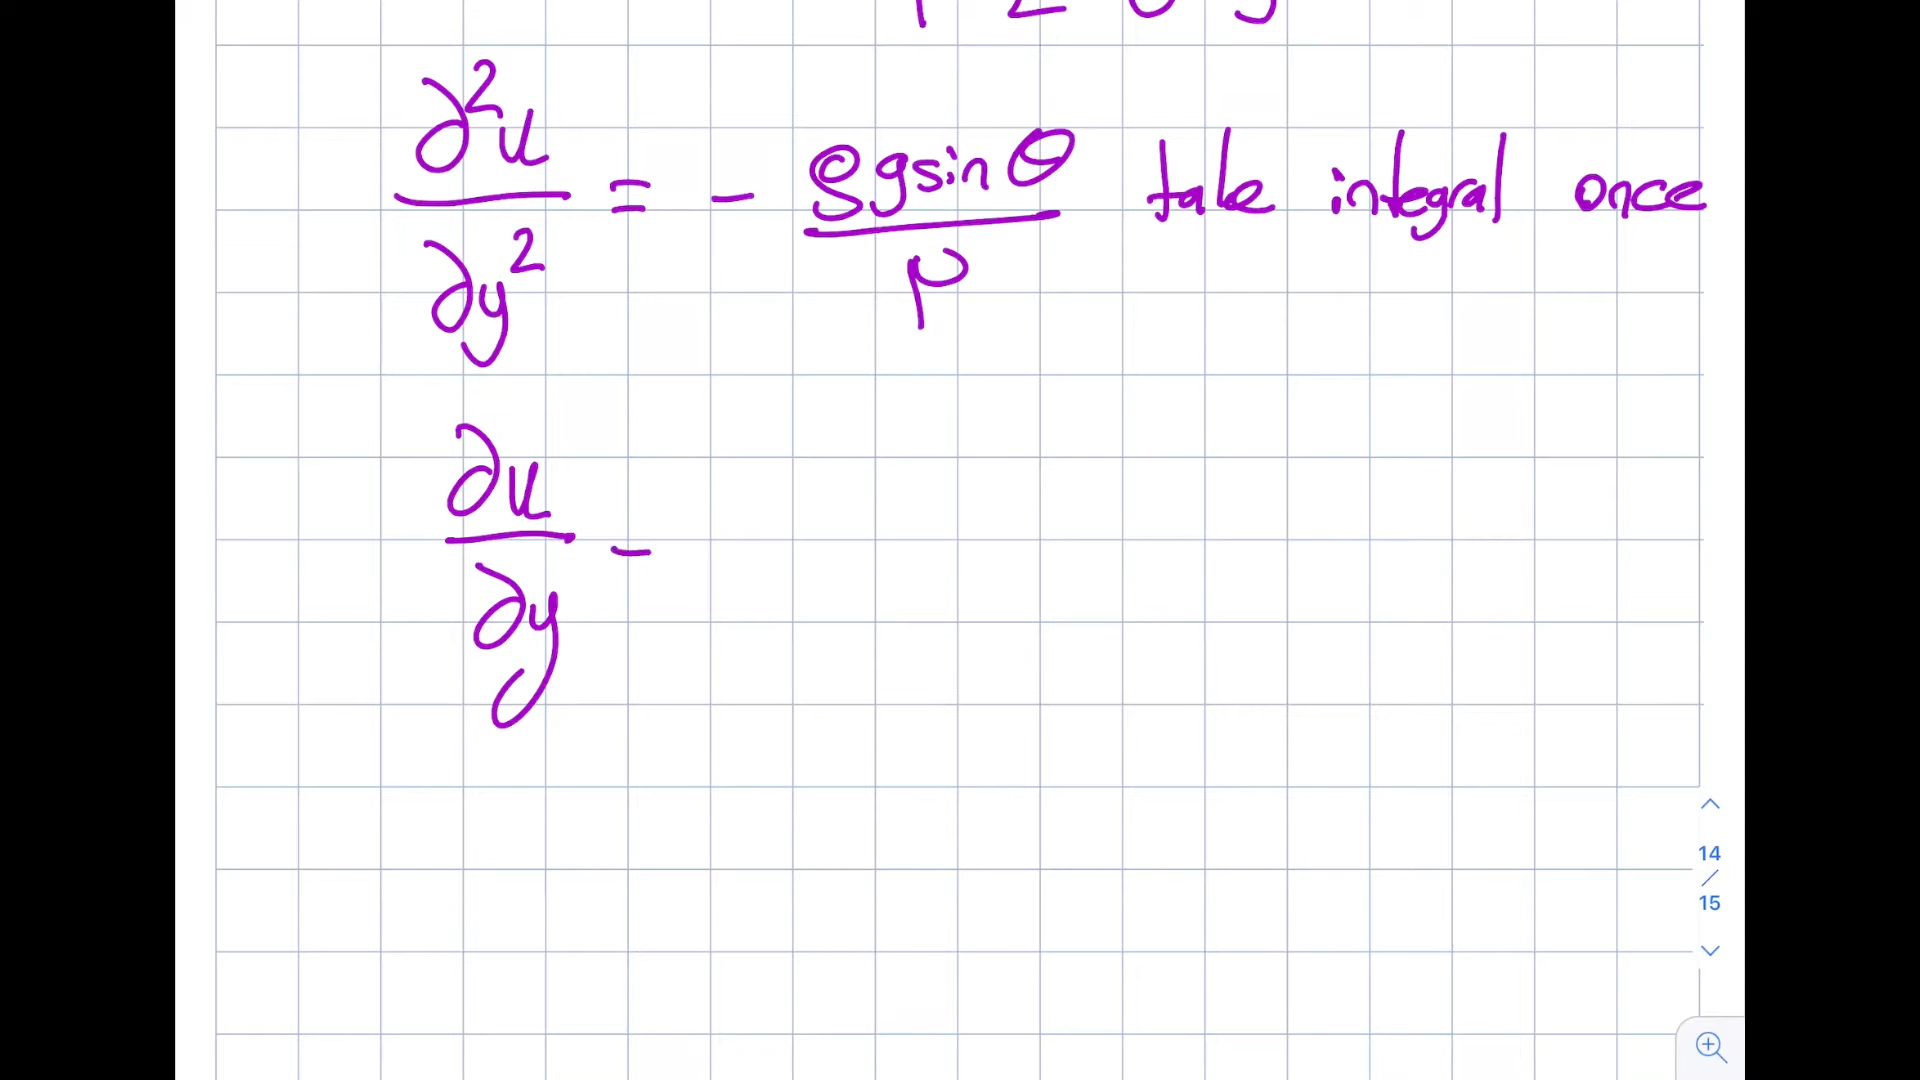 ∂²u/∂y² = - ρg sin θ/μ take integral once
∂u/∂y -
14
/
15